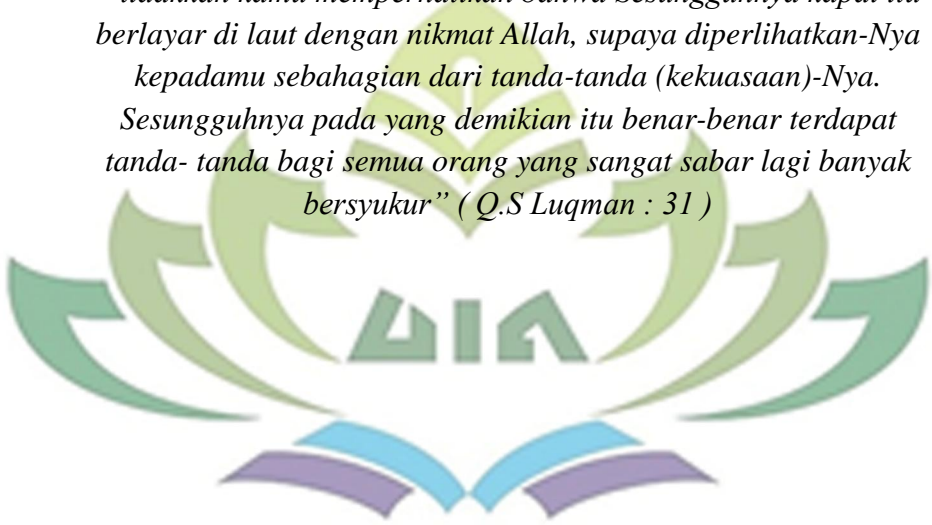 berlayar di laut dengan nikmat Allah, supaya diperlihatkan-Nya
kepadamu sebahagian dari tanda-tanda (kekuasaan)-Nya.
Sesungguhnya pada yang demikian itu benar-benar terdapat
tanda- tanda bagi semua orang yang sangat sabar lagi banyak
bersyukur” ( Q.S Luqman : 31 )
UIN